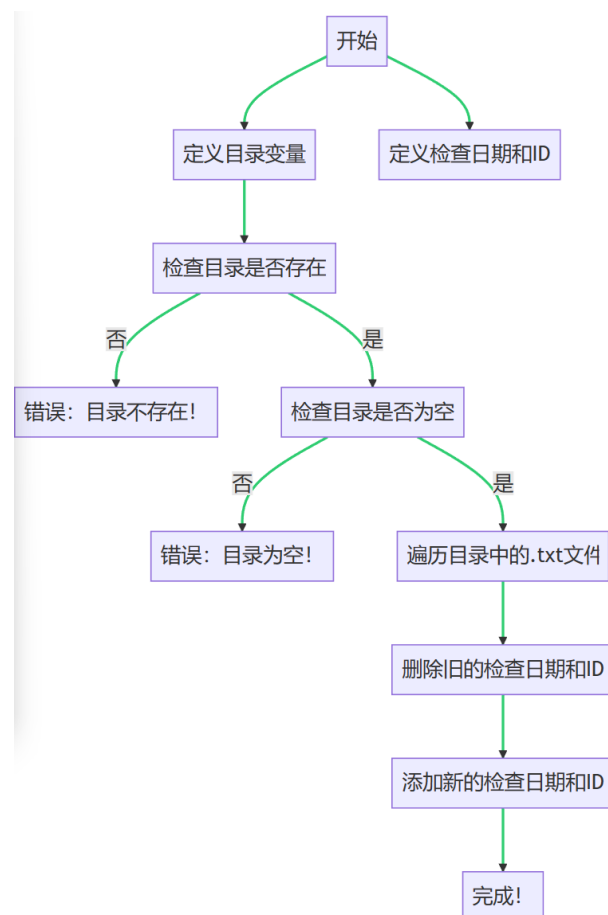 开始
定义目录变量
定义检查日期和ID
检查目录是否存在
否
是
错误：目录不存在！
检查目录是否为空
否
是
错误：目录为空！
遍历目录中的.txt文件
删除旧的检查日期和ID
添加新的检查日期和ID
完成！